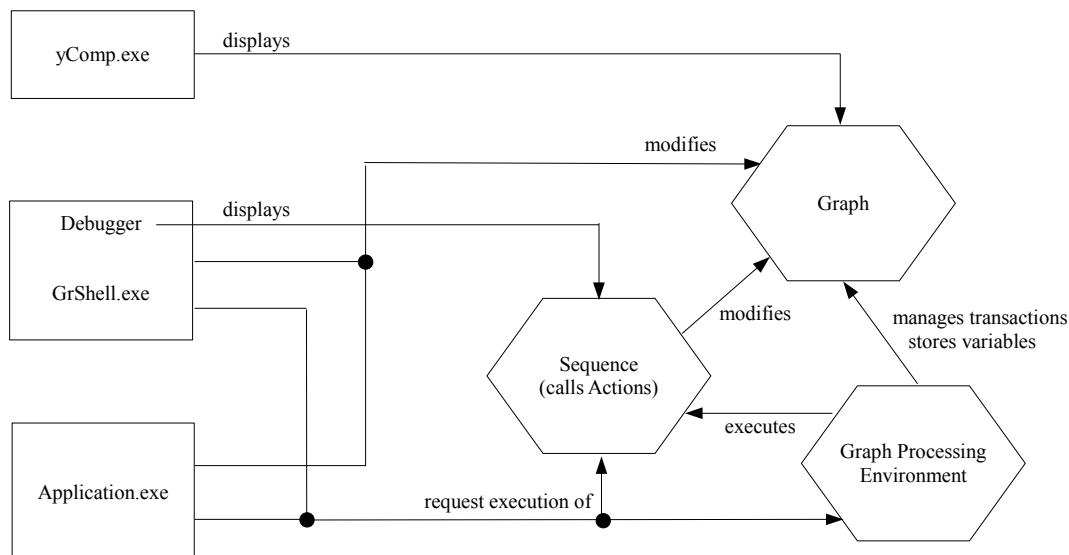 yComp.exe
displays
modifies
Graph
Debugger
displays
GrShell.exe
modifies
manages transactions
stores variables
Sequence
(calls Actions)
executes
Graph Processing
Environment
Application.exe
request execution of